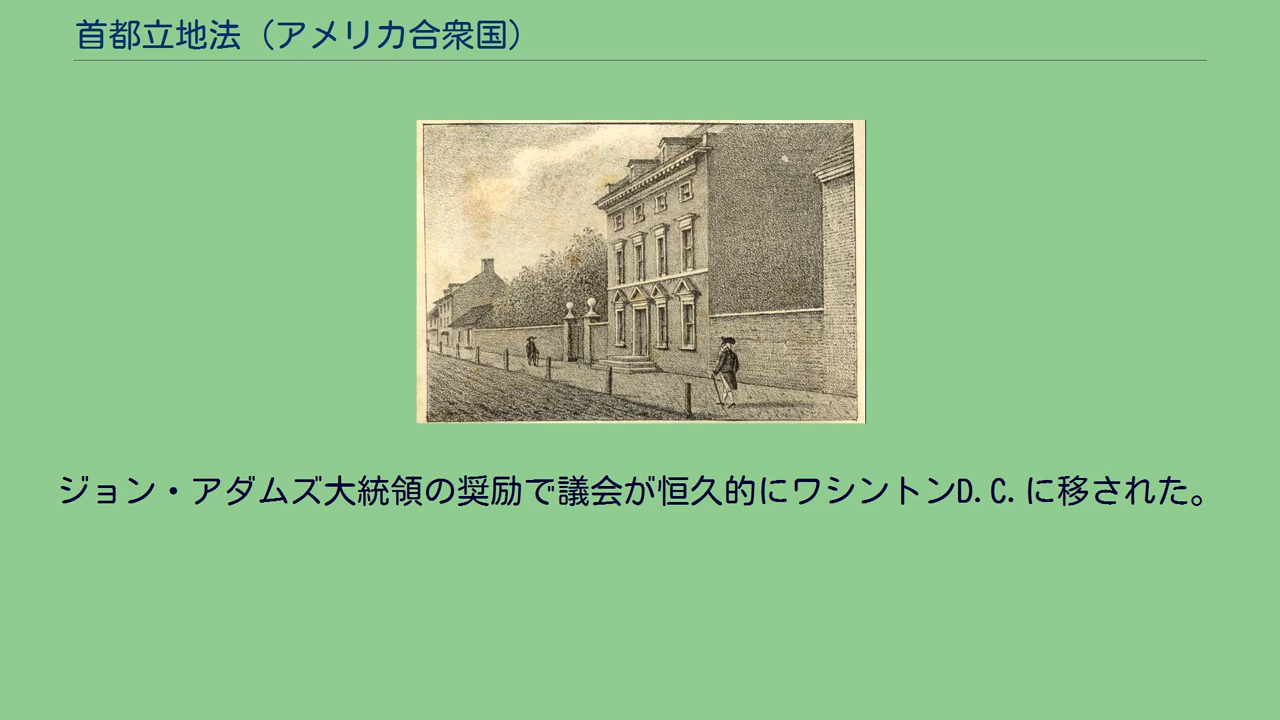 首都立地法（アメリカ合衆国）
ジョン・アダムズ大統領の奨励で議会が恒久的にワシントンD.C.に移された。